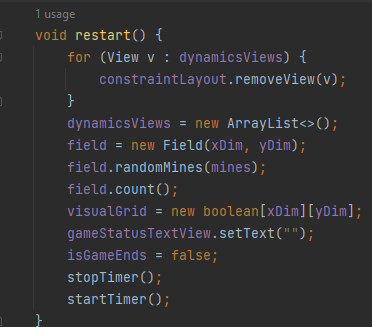 1 usage
void restart() {
    for (View v : dynamicsViews) {
        constraintLayout.removeView(v);
    }
    dynamicsViews = new ArrayList<>();
    field = new Field(xDim, yDim);
    field.randomMines(mines);
    field.count();
    visualGrid = new boolean[xDim][yDim];
    gameStatusTextView.setText("");
    isGameEnds = false;
    stopTimer();
    startTimer();
}